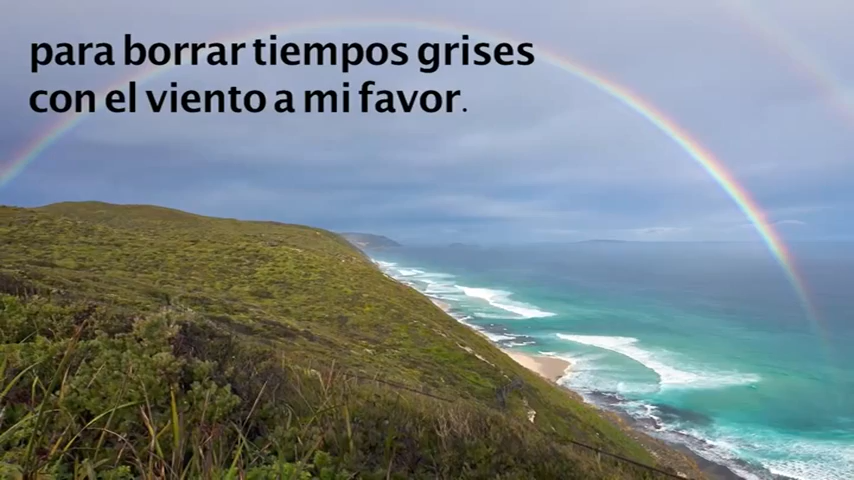 para borrar tiempos grises
con el viento a mi favor.